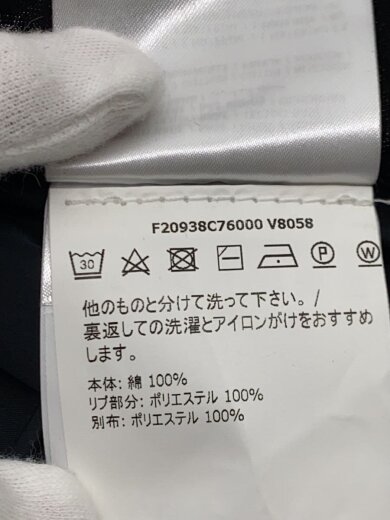 F20938C76000 V8058
30
P
W
他のものと分けて洗って下さい。/
裏返しての洗濯とアイロンがけをおすすめ
します。
本体: 綿 100%
リブ部分: ポリエステル 100%
別布: ポリエステル 100%